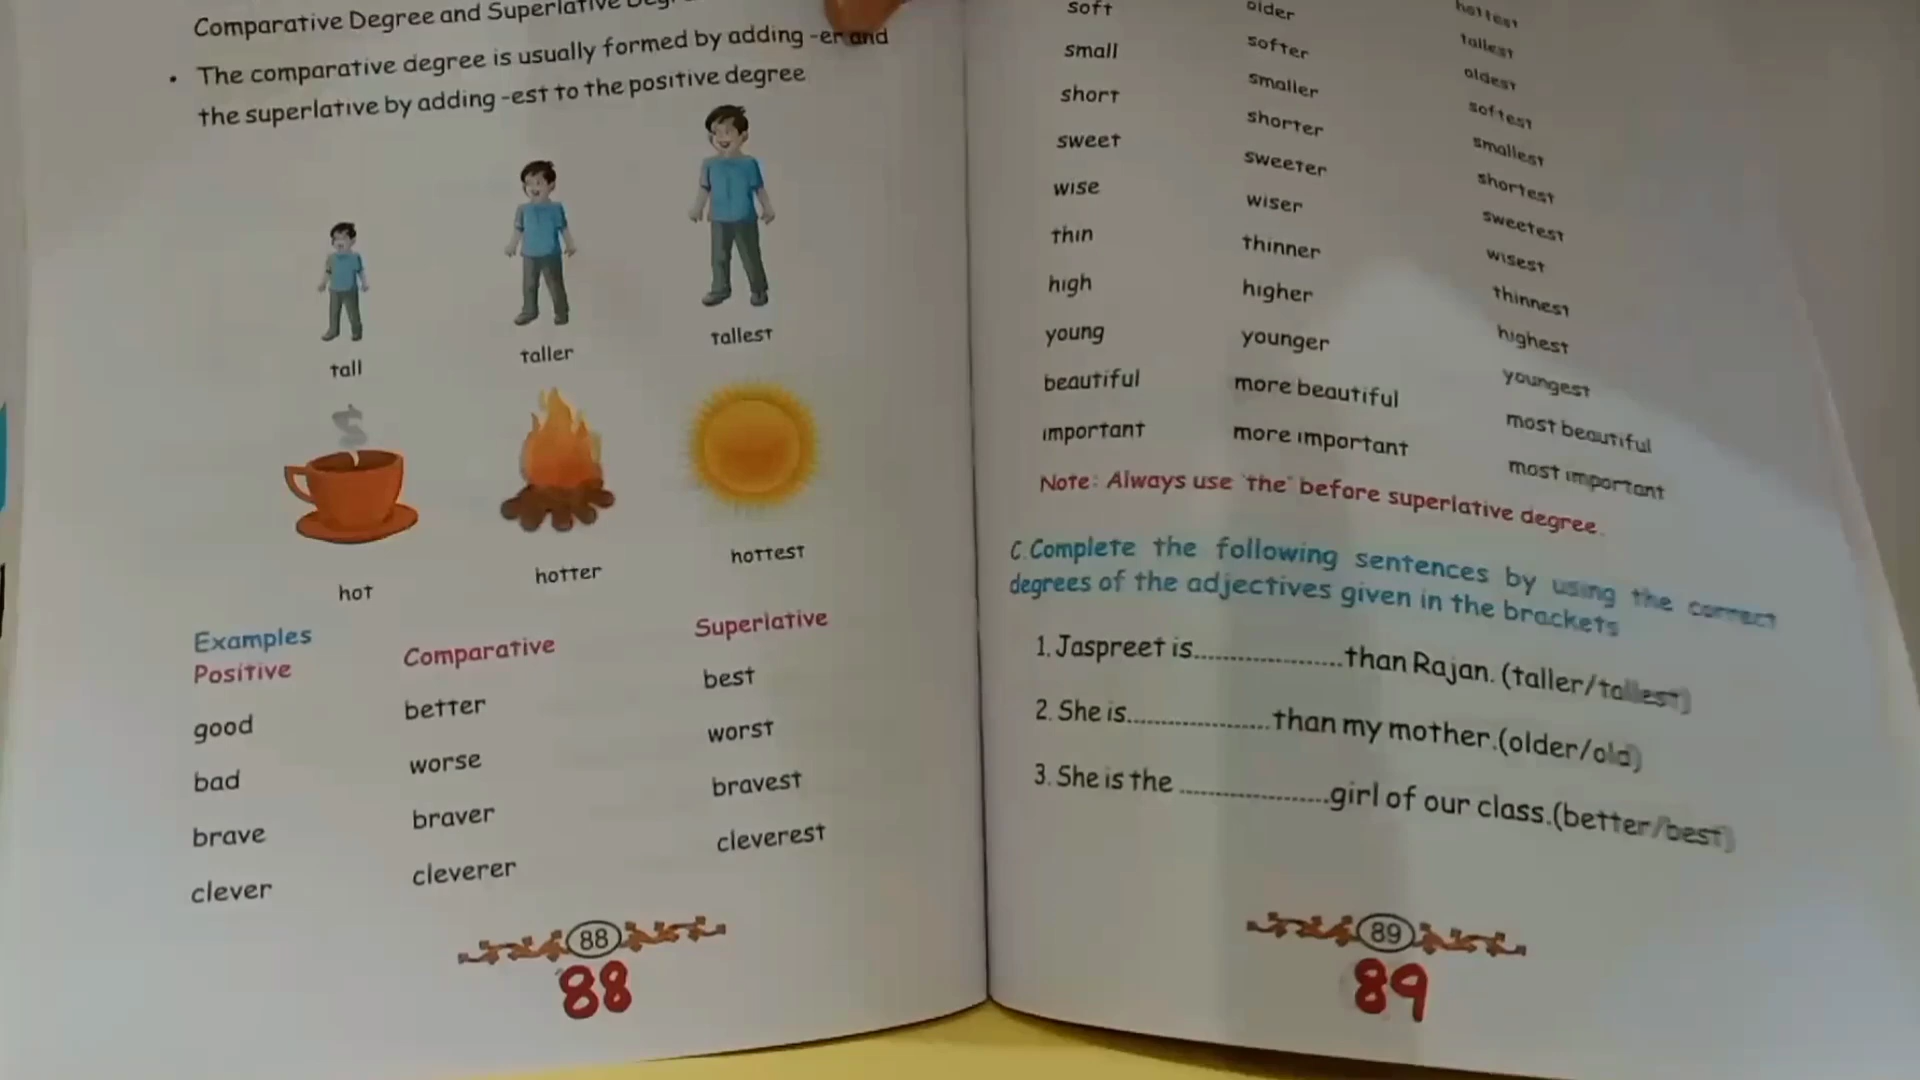 Comparative Degree and Superlative
• The comparative degree is usually formed by adding -er and
the superlative by adding -est to the positive degree
tall taller tallest
hot hotter hottest
Examples
Positive Comparative Superlative
good better best
bad worse worst
brave braver bravest
clever cleverer cleverest
88
88
older hottest
soft softer tallest
small smaller oldest
short shorter softest
sweet sweeter smallest
wise wiser shortest
thin thinner sweetest
high higher wisest
young younger thinnest
beautiful more beautiful highest
important more important youngest
most beautiful
most important
Note: Always use 'the' before superlative degree.
C. Complete the following sentences by using the correct
degrees of the adjectives given in the brackets
1. Jaspreet is.....................than Rajan. (taller/tallest)
2. She is.....................than my mother.(older/old)
3. She is the .....................girl of our class.(better/best)
89
89